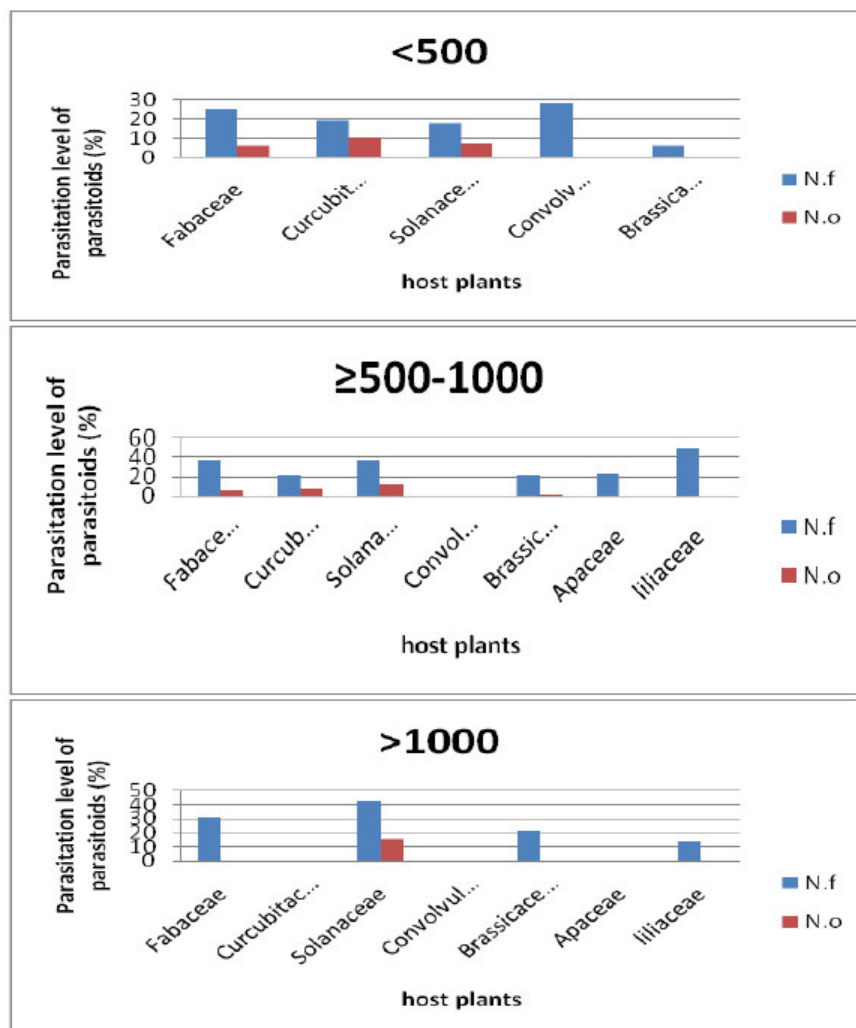 <500
Parasitation level of
parasitoids (%)
30
20
10
0
Fabaceae
Curcubit...
Solanace...
Convolv...
Brassica...
host plants
N.f
N.o
≥500-1000
Parasitation level of
parasitoids (%)
60
40
20
0
Fabace...
Curcub...
Solana...
Convol...
Brassic...
Apaceae
liliaceae
host plants
N.f
N.o
>1000
Parasitation level of
parasitoids (%)
50
40
30
20
10
0
Fabaceae
Curcubitac...
Solanaceae
Convolvul...
Brassicace...
Apaceae
liliaceae
host plants
N.f
N.o